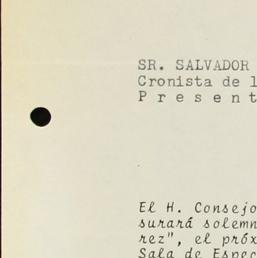 SR. SALVADOR
Cronista de l
P r e s e n t
El H. Consejo
surará solemn
rez", el próx
Sala de Espec